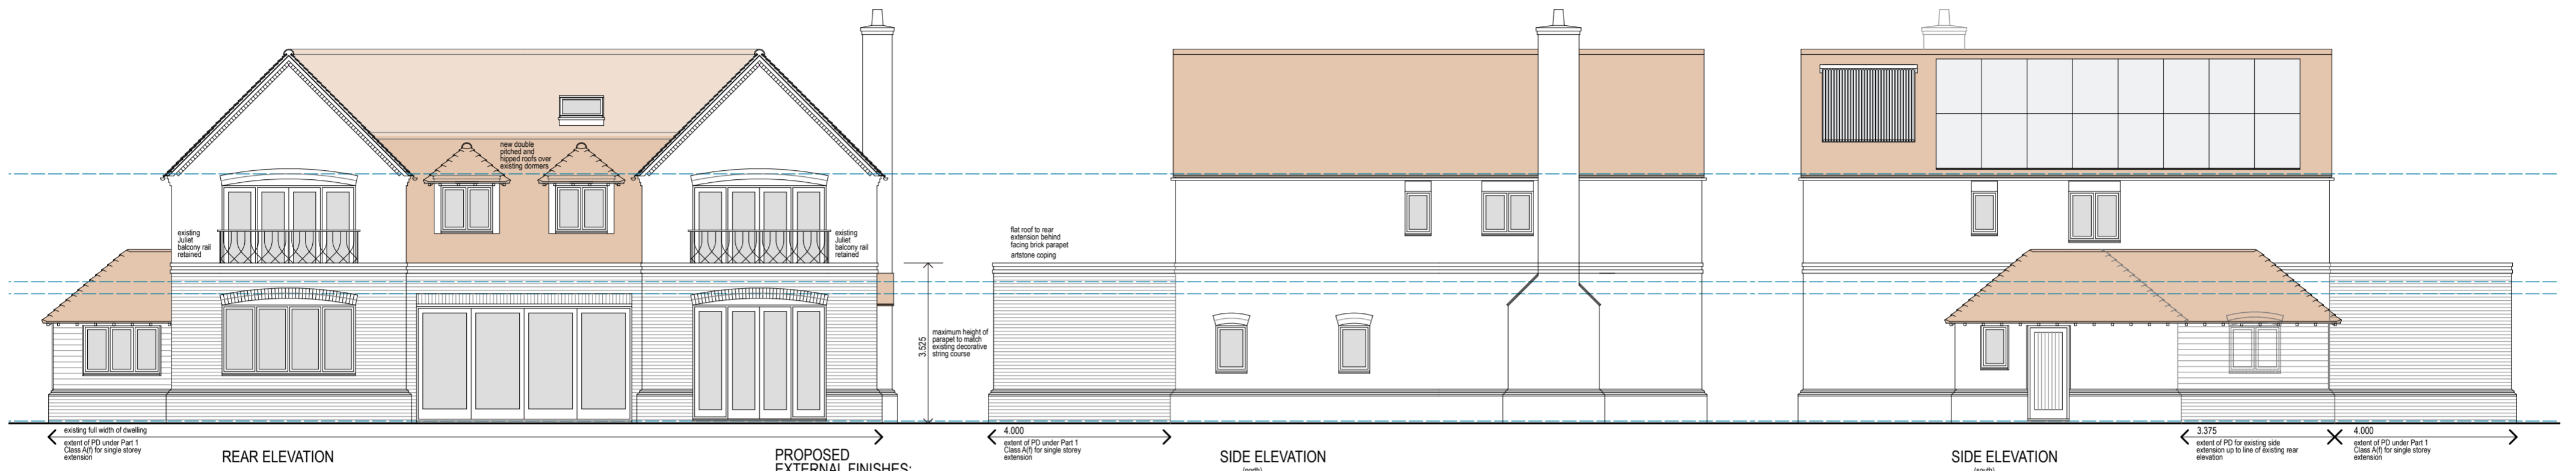 new double
pitched and
hipped roofs over
existing dormers
existing
Juliet
balcony rail
retained
existing
Juliet
balcony rail
retained
3.525
maximum height of
parapet to match
existing decorative
string course
existing full width of dwelling
extent of PD under Part 1
Class A(f) for single storey
extension
REAR ELEVATION
PROPOSED
EXTERNAL FINISHES:
flat roof to rear
extension behind
facing brick parapet
artstone coping
4.000
extent of PD under Part 1
Class A(f) for single storey
extension
SIDE ELEVATION
(north)
3.375
extent of PD for existing side
extension up to line of existing rear
elevation
4.000
extent of PD under Part 1
Class A(f) for single storey
extension
SIDE ELEVATION
(south)